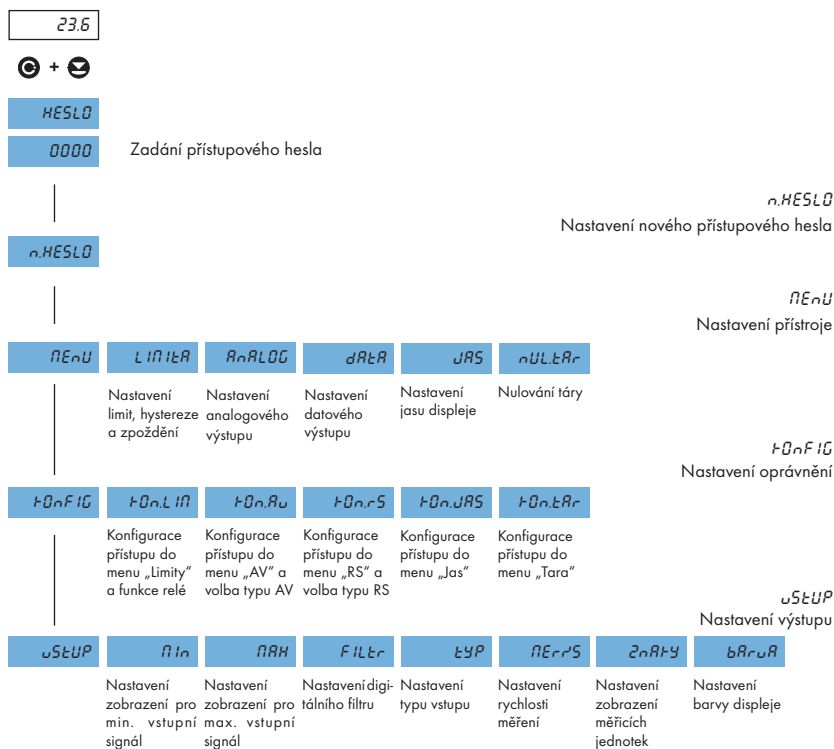 23.6
+
HESLO
0000 Zadání přístupového hesla
n.HESLO
Nastavení nového přístupového hesla
n.HESLO
MEnU
Nastavení přístroje
MEnU LIMItA AnALOG dAtA JAS nUL.tAr
Nastavení limit, hystereze a zpoždění
Nastavení analogového výstupu
Nastavení datového výstupu
Nastavení jasu displeje
Nulování táry
KOnFIG
Nastavení oprávnění
KOnFIG KOn.LIM KOn.Av KOn.rS KOn.JAS KOn.tAr
Konfigurace přístupu do menu „Limity“ a funkce relé
Konfigurace přístupu do menu „AV“ a volba typu AV
Konfigurace přístupu do menu „RS“ a volba typu RS
Konfigurace přístupu do menu „Jas“
Konfigurace přístupu do menu „Tara“
vStUP
Nastavení výstupu
vStUP MIn MAX FILtr tYP MEr/S ZnAKY bArvA
Nastavení zobrazení pro min. vstupní signál
Nastavení zobrazení pro max. vstupní signál
Nastavení digi-tálního filtru
Nastavení typu vstupu
Nastavení rychlosti měření
Nastavení zobrazení měřicích jednotek
Nastavení barvy displeje